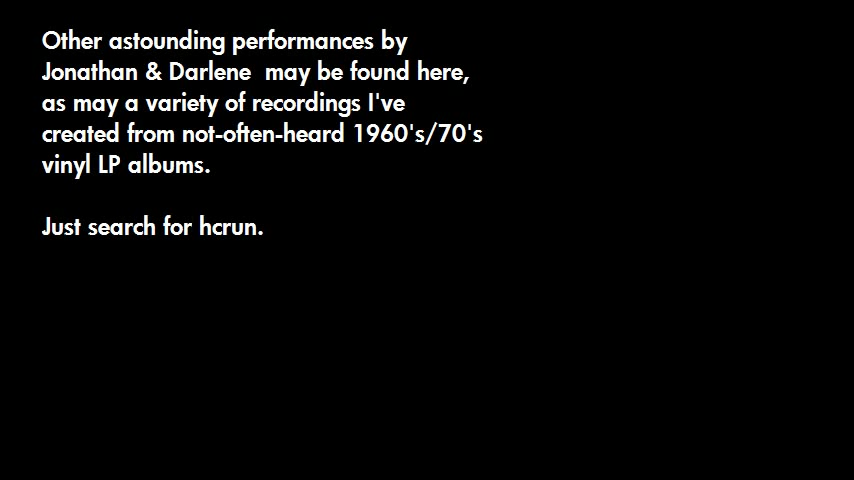 Other astounding performances by
Jonathan & Darlene  may be found here,
as may a variety of recordings I've
created from not-often-heard 1960's/70's
vinyl LP albums.
Just search for hcrun.